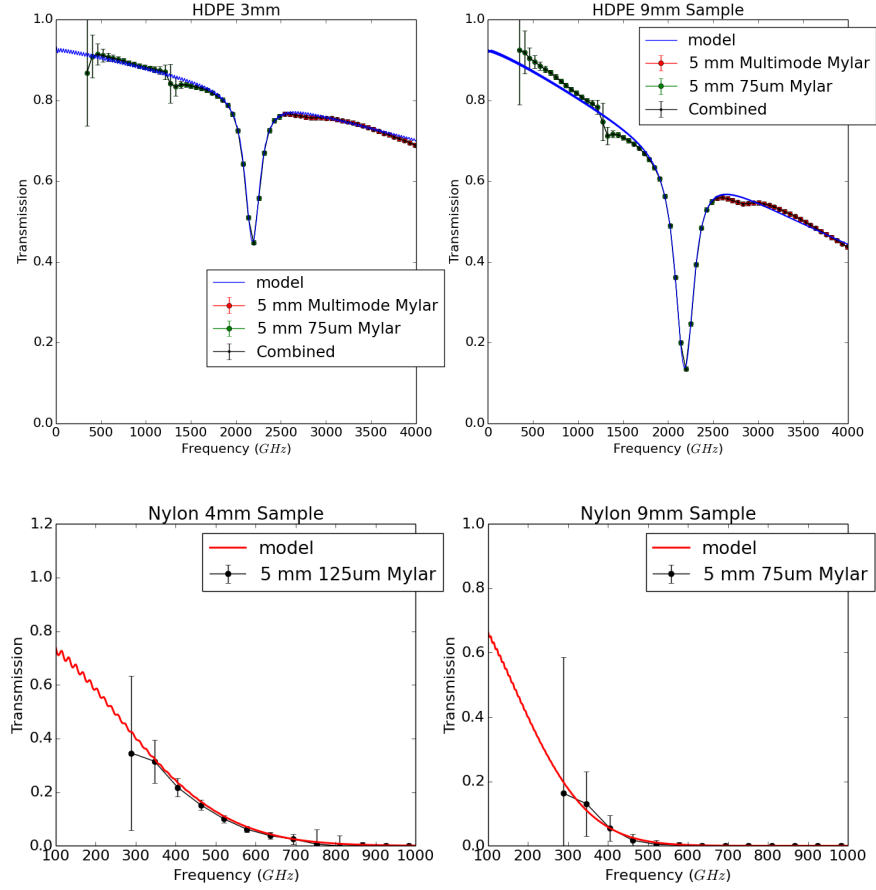 HDPE 3mm
1.0
0.8
0.6
0.4
0.2
0.0
Transmission
model
5 mm Multimode Mylar
5 mm 75um Mylar
Combined
0 500 1000 1500 2000 2500 3000 3500 4000
Frequency (GHz)
HDPE 9mm Sample
1.0
0.8
0.6
0.4
0.2
0.0
Transmission
model
5 mm Multimode Mylar
5 mm 75um Mylar
Combined
0 500 1000 1500 2000 2500 3000 3500 4000
Frequency (GHz)
Nylon 4mm Sample
1.2
1.0
0.8
0.6
0.4
0.2
0.0
Transmission
model
5 mm 125um Mylar
100 200 300 400 500 600 700 800 900 1000
Frequency (GHz)
Nylon 9mm Sample
1.0
0.8
0.6
0.4
0.2
0.0
Transmission
model
5 mm 75um Mylar
100 200 300 400 500 600 700 800 900 1000
Frequency (GHz)